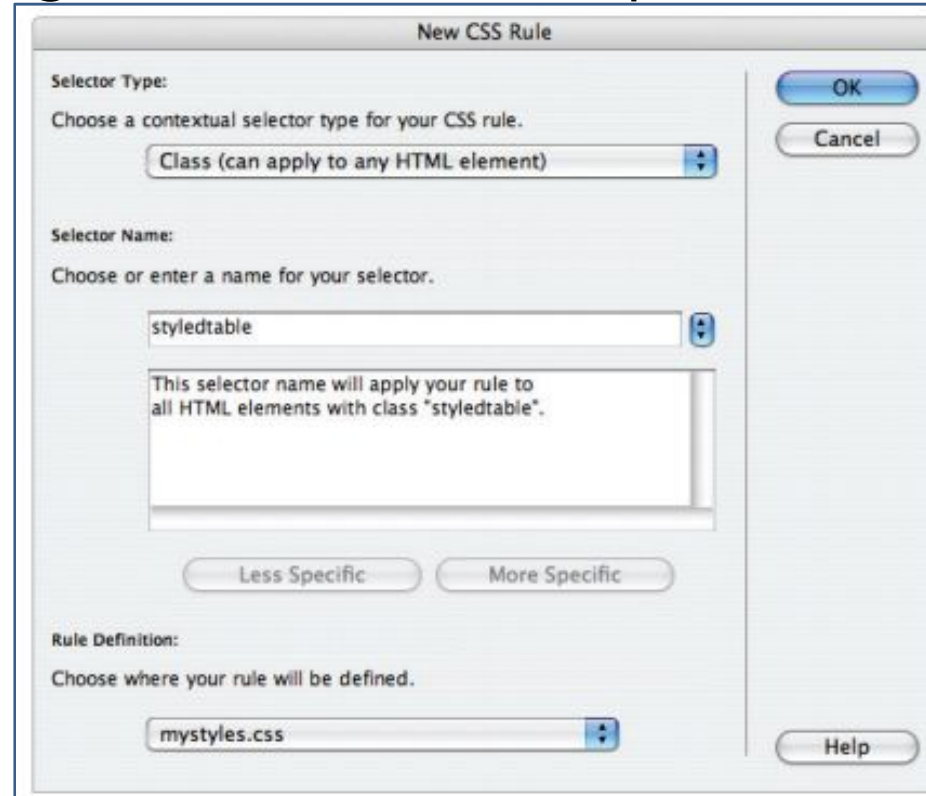 New CSS Rule
Selector Type:
OK
Choose a contextual selector type for your CSS rule.
Cancel
Class (can apply to any HTML element)
Selector Name:
Choose or enter a name for your selector.
styledtable
This selector name will apply your rule to
all HTML elements with class "styledtable".
Less Specific
More Specific
Rule Definition:
Choose where your rule will be defined.
mystyles.css
Help